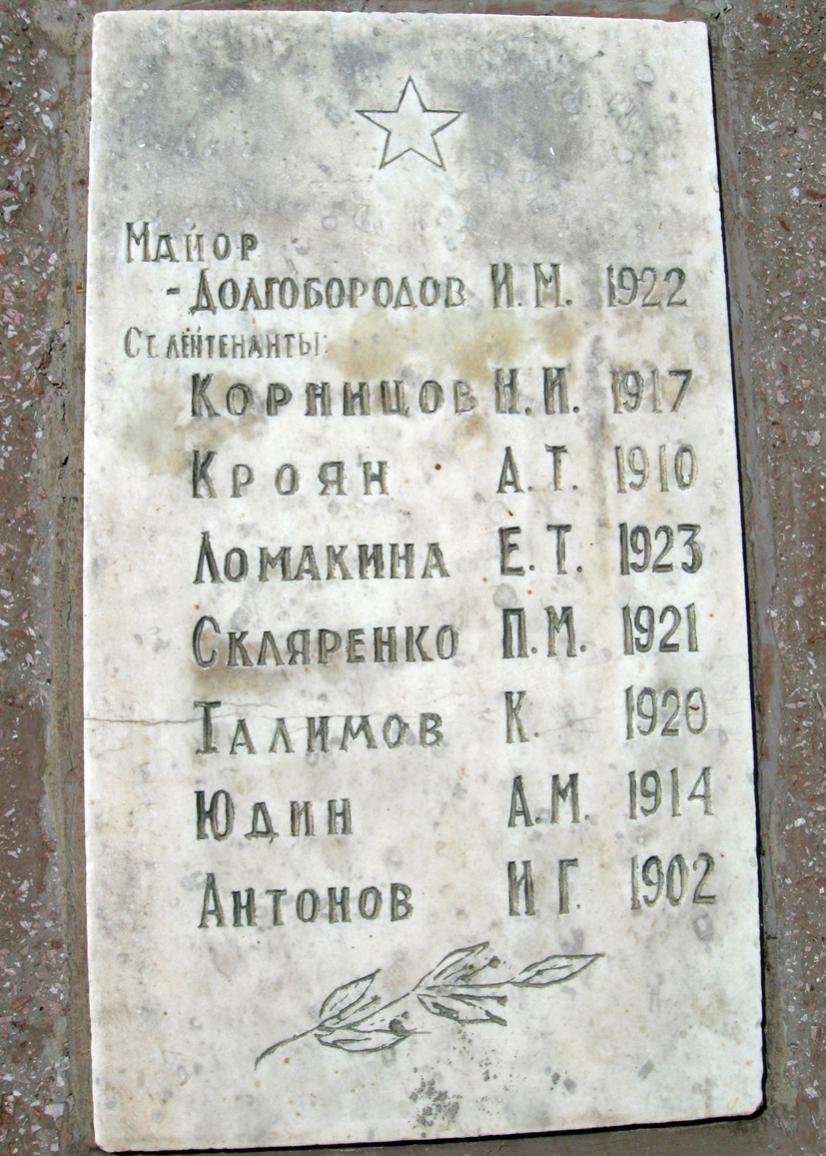 Майор
-Долгобородов И.М. 1922
Ст. лейтенанты:
Корницов Н.И. 1917
Кроян А.Т. 1910
Ломакина Е.Т. 1923
Скляренко П.М. 1921
Талимов К. 1920
Юдин А.М. 1914
Антонов И.Г. 1902